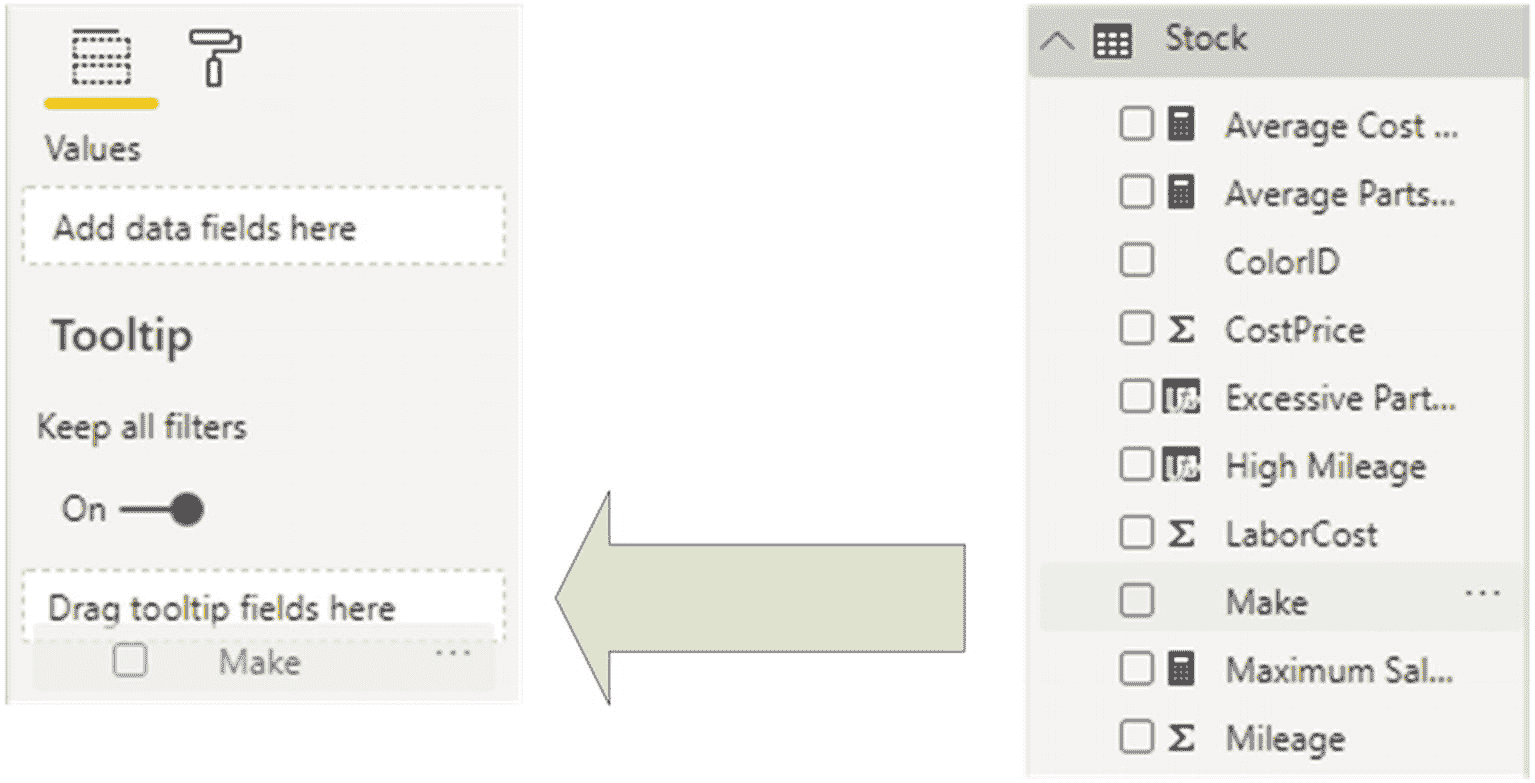 Values
Add data fields here
Tooltip
Keep all filters
On
Drag tooltip fields here
Make ...
Stock
Average Cost ...
Average Parts...
ColorID
Σ CostPrice
Excessive Part...
High Mileage
Σ LaborCost
Make ...
Maximum Sal...
Σ Mileage